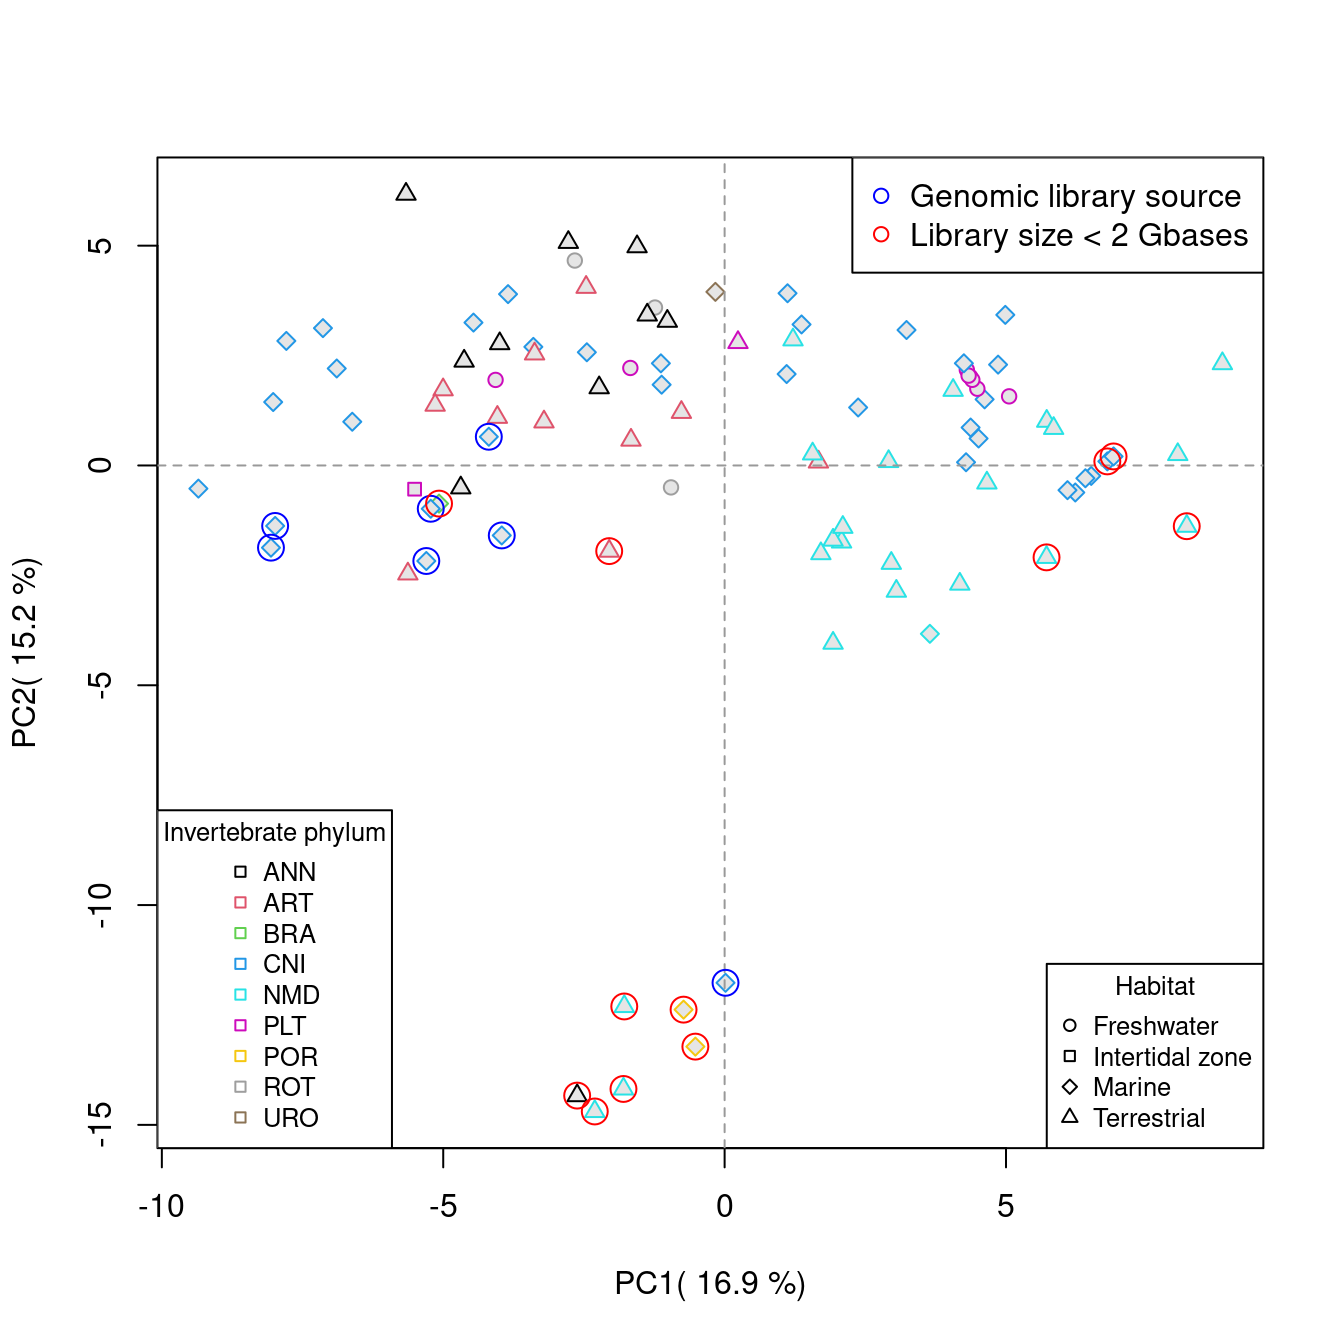 Genomic library source
Library size < 2 Gbases
5
0
-5
-10
-15
PC2( 15.2 %)
Invertebrate phylum
ANN
ART
BRA
CNI
NMD
PLT
POR
ROT
URO
Habitat
Freshwater
Intertidal zone
Marine
Terrestrial
-10
-5
0
5
PC1( 16.9 %)